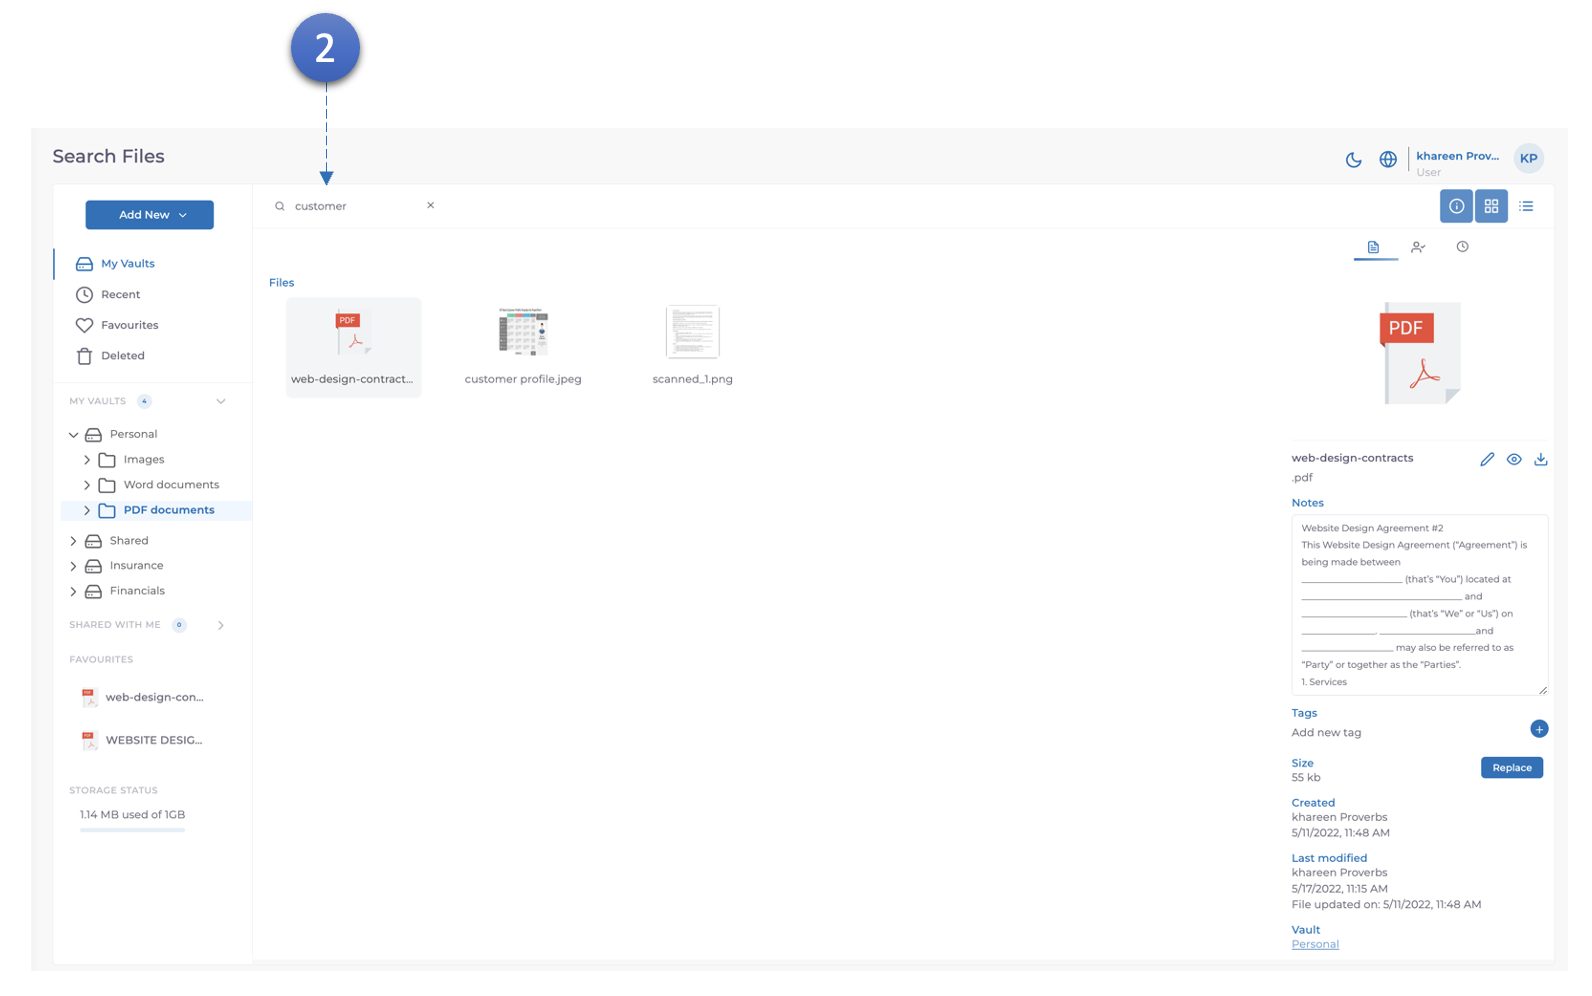 2
Search Files
khareen Prov...
User
KP
Add New
customer
My Vaults
Recent
Favourites
Deleted
MY VAULTS 4
Personal
Images
Word documents
PDF documents
Shared
Insurance
Financials
SHARED WITH ME 0
FAVOURITES
web-design-con...
WEBSITE DESIG...
STORAGE STATUS
1.14 MB used of 1GB
Files
PDF
web-design-contract...
customer profile.jpeg
scanned_1.png
PDF
web-design-contracts
.pdf
Notes
Website Design Agreement #2
This Website Design Agreement (“Agreement”) is
being made between
____________________ (that’s “You”) located at
________________________________ and
_____________________ (that’s “We” or “Us”) on
_______________, ___________________and
__________________ may also be referred to as
“Party” or together as the “Parties”.
1. Services
Tags
Add new tag
Size
55 kb
Replace
Created
khareen Proverbs
5/11/2022, 11:48 AM
Last modified
khareen Proverbs
5/17/2022, 11:15 AM
File updated on: 5/11/2022, 11:48 AM
Vault
Personal